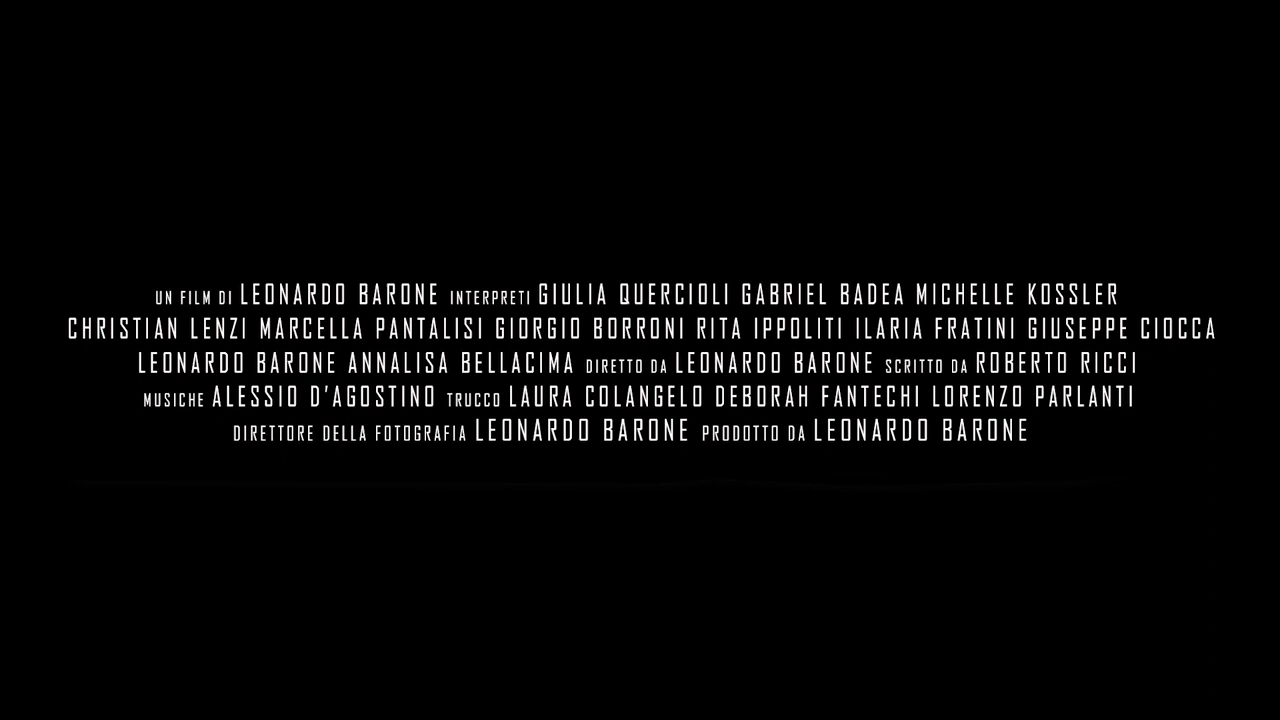 UN FILM DI LEONARDO BARONE INTERPRETI GIULIA QUERCIOLI GABRIEL BADEA MICHELLE KOSSLER
CHRISTIAN LENZI MARCELLA PANTALISI GIORGIO BORRONI RITA IPPOLITI ILARIA FRATINI GIUSEPPE CIOCCA
LEONARDO BARONE ANNALISA BELLACIMA DIRETTO DA LEONARDO BARONE SCRITTO DA ROBERTO RICCI
MUSICHE ALESSIO D'AGOSTINO TRUCCO LAURA COLANGELO DEBORAH FANTECHI LORENZO PARLANTI
DIRETTORE DELLA FOTOGRAFIA LEONARDO BARONE PRODOTTO DA LEONARDO BARONE